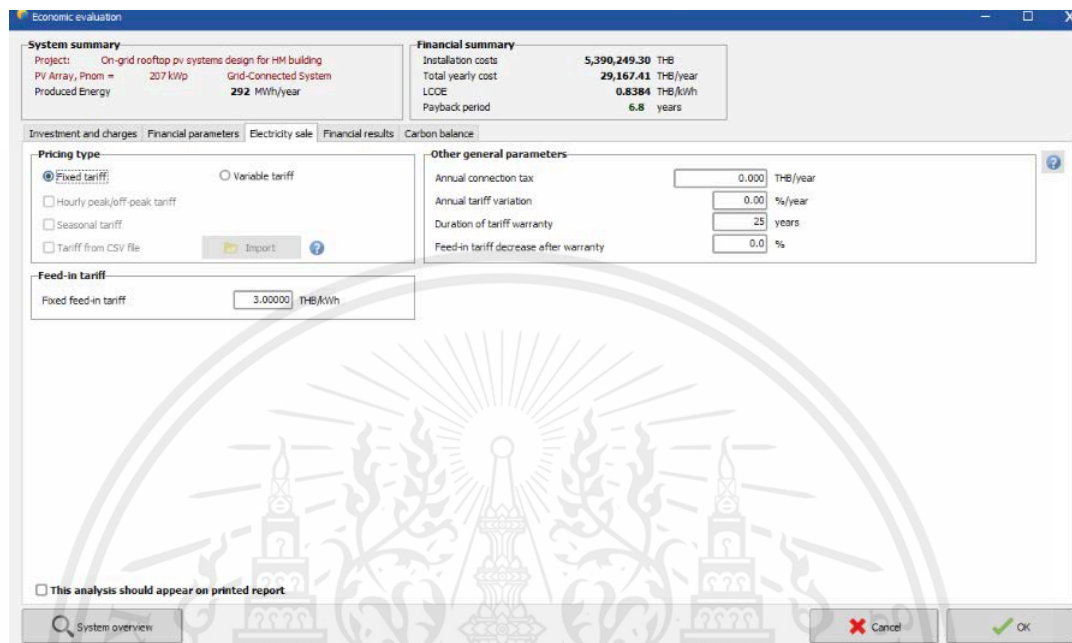 Economic evaluation
System summary
Project: On-grid rooftop pv systems design for HM building
PV Array, Pnom = 207 kWp Grid-Connected System
Produced Energy 292 MWh/year
Financial summary
Installation costs 5,390,249.30 THB
Total yearly cost 29,167.41 THB/year
LCOE 0.8384 THB/kWh
Payback period 6.8 years
Investment and charges Financial parameters Electricity sale Financial results Carbon balance
Pricing type
Fixed tariff Variable tariff
Hourly peak/off-peak tariff
Seasonal tariff
Tariff from CSV file Import
Other general parameters
Annual connection tax 0.000 THB/year
Annual tariff variation 0.00 %/year
Duration of tariff warranty 25 years
Feed-in tariff decrease after warranty 0.0 %
Feed-in tariff
Fixed feed-in tariff 3.00000 THB/kWh
This analysis should appear on printed report
System overview Cancel OK